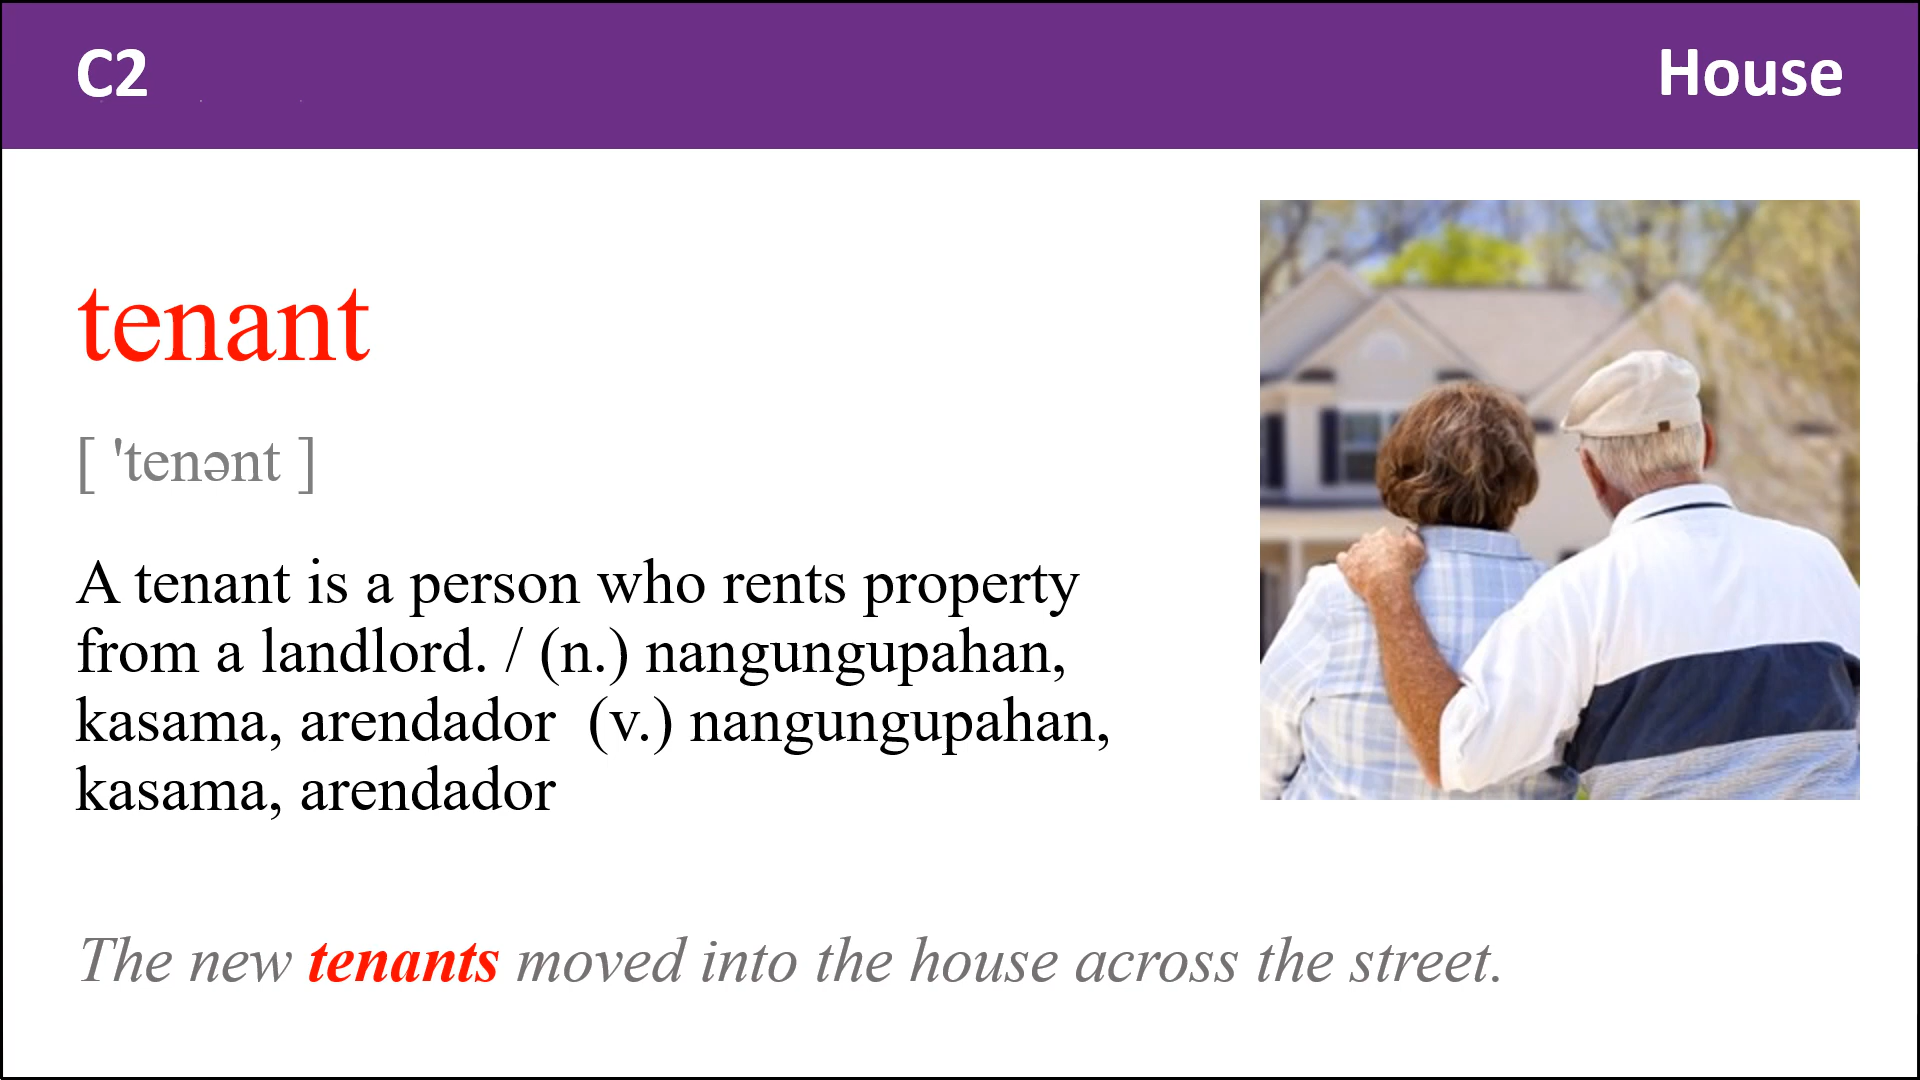 C2
House
tenant
[ 'tenənt ]
A tenant is a person who rents property
from a landlord. / (n.) nangungupahan,
kasama, arendador  (v.) nangungupahan,
kasama, arendador
The new tenants moved into the house across the street.